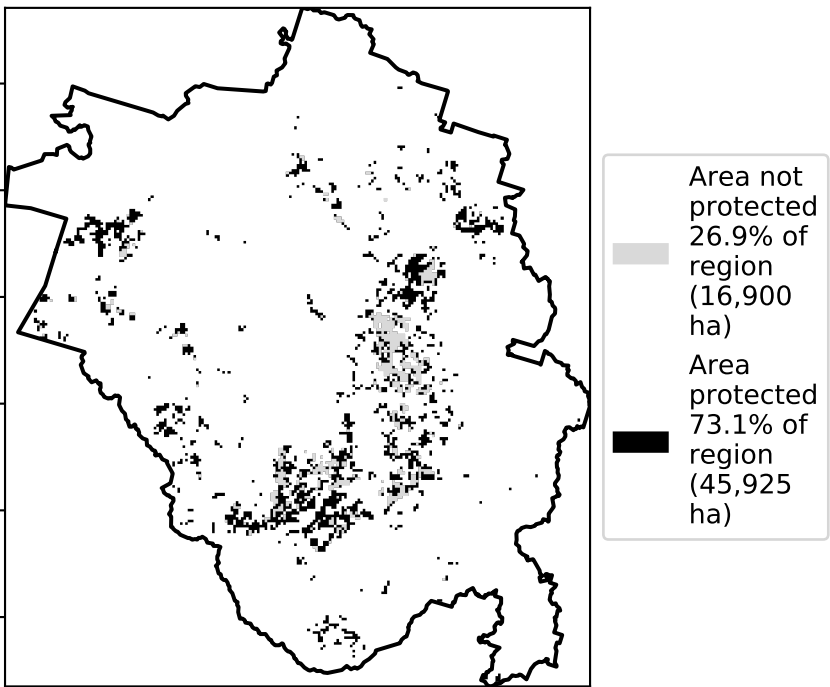 Area not
protected
26.9% of
region
(16,900
ha)
Area
protected
73.1% of
region
(45,925
ha)